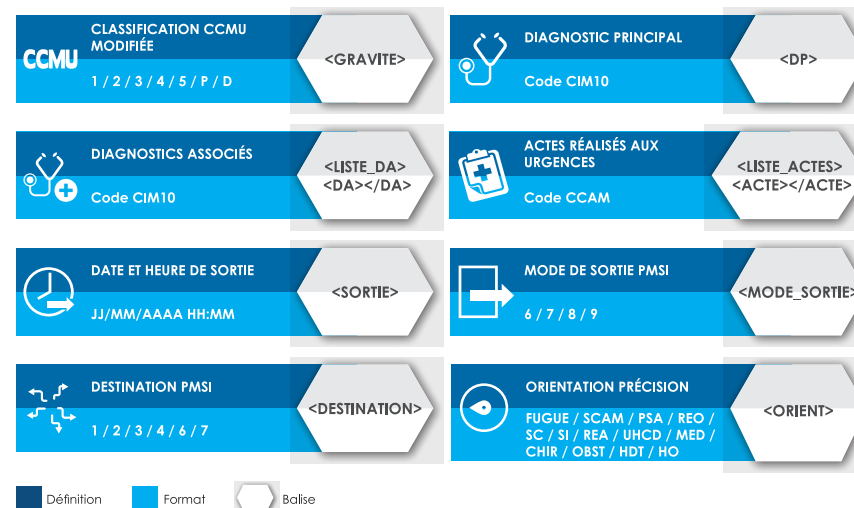 CCMU
CLASSIFICATION CCMU
MODIFIÉE
1 / 2 / 3 / 4 / 5 / P / D
<GRAVITE>
DIAGNOSTIC PRINCIPAL
Code CIM10
<DP>
DIAGNOSTICS ASSOCIÉS
Code CIM10
<LISTE_DA>
<DA></DA>
ACTES RÉALISÉS AUX
URGENCES
Code CCAM
<LISTE_ACTES>
<ACTE></ACTE>
DATE ET HEURE DE SORTIE
JJ/MM/AAAA HH:MM
<SORTIE>
MODE DE SORTIE PMSI
6 / 7 / 8 / 9
<MODE_SORTIE>
DESTINATION PMSI
1 / 2 / 3 / 4 / 6 / 7
<DESTINATION>
ORIENTATION PRÉCISION
FUGUE / SCAM / PSA / REO /
SC / SI / REA / UHCD / MED /
CHIR / OBST / HDT / HO
<ORIENT>
Définition
Format
Balise